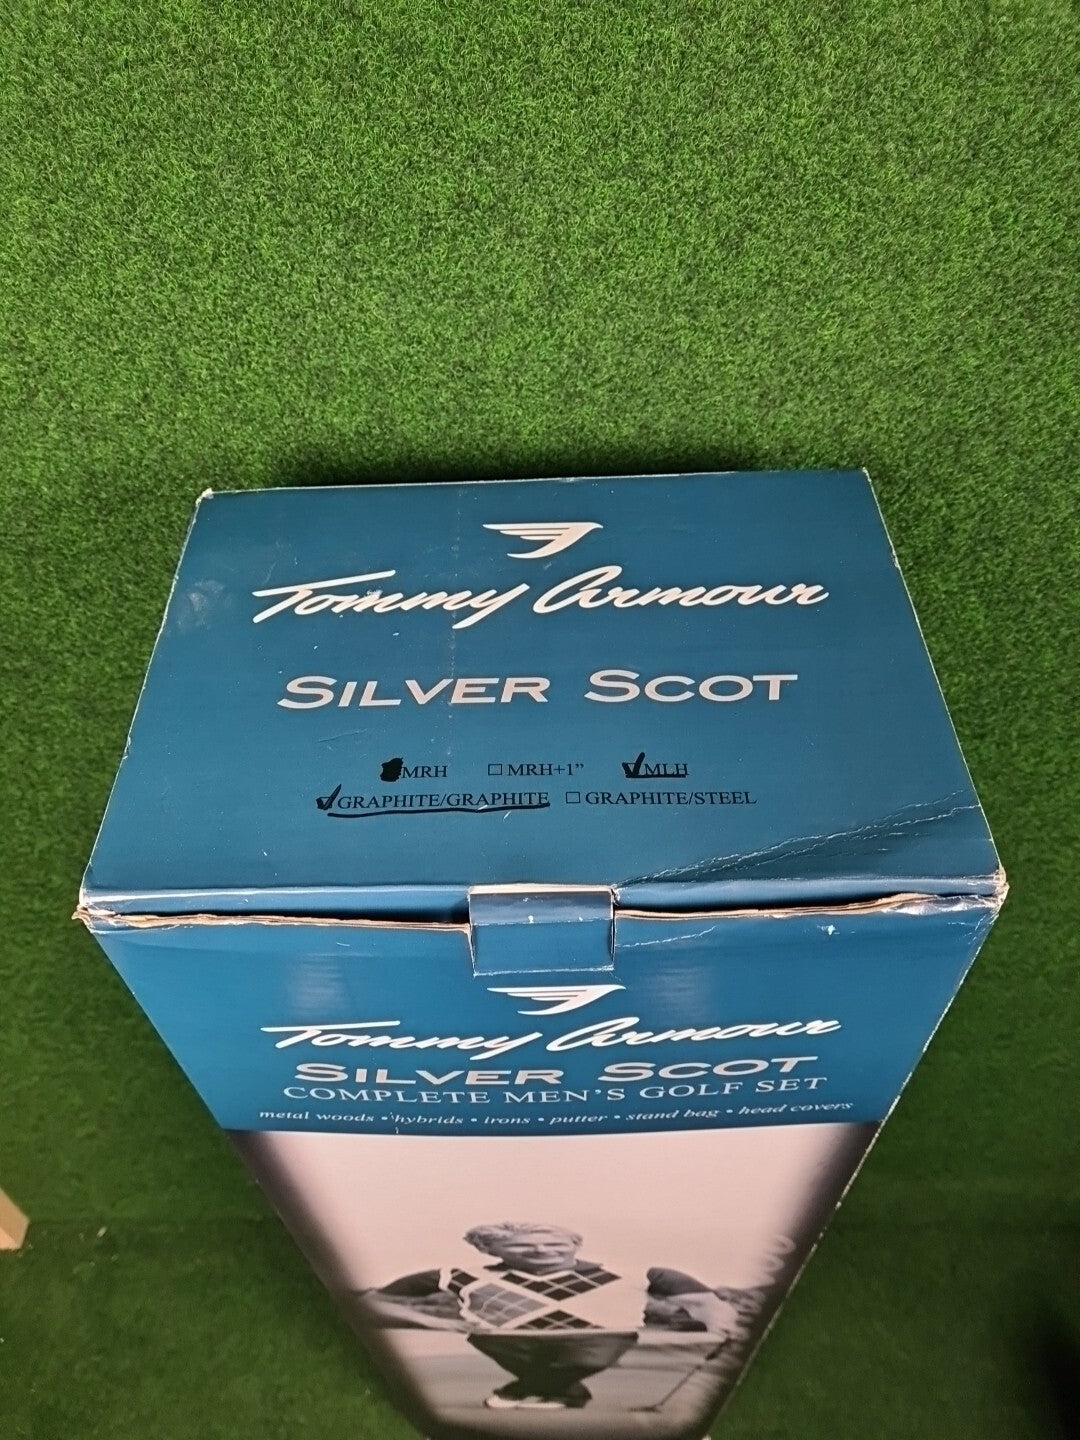 Tommy Armour
SILVER SCOT
MRH ☐ MRH+1” ☑ MLH
☑ GRAPHITE/GRAPHITE ☐ GRAPHITE/STEEL
Tommy Armour
SILVER SCOT
COMPLETE MEN'S GOLF SET
metal woods • hybrids • irons • putter • stand bag • head covers